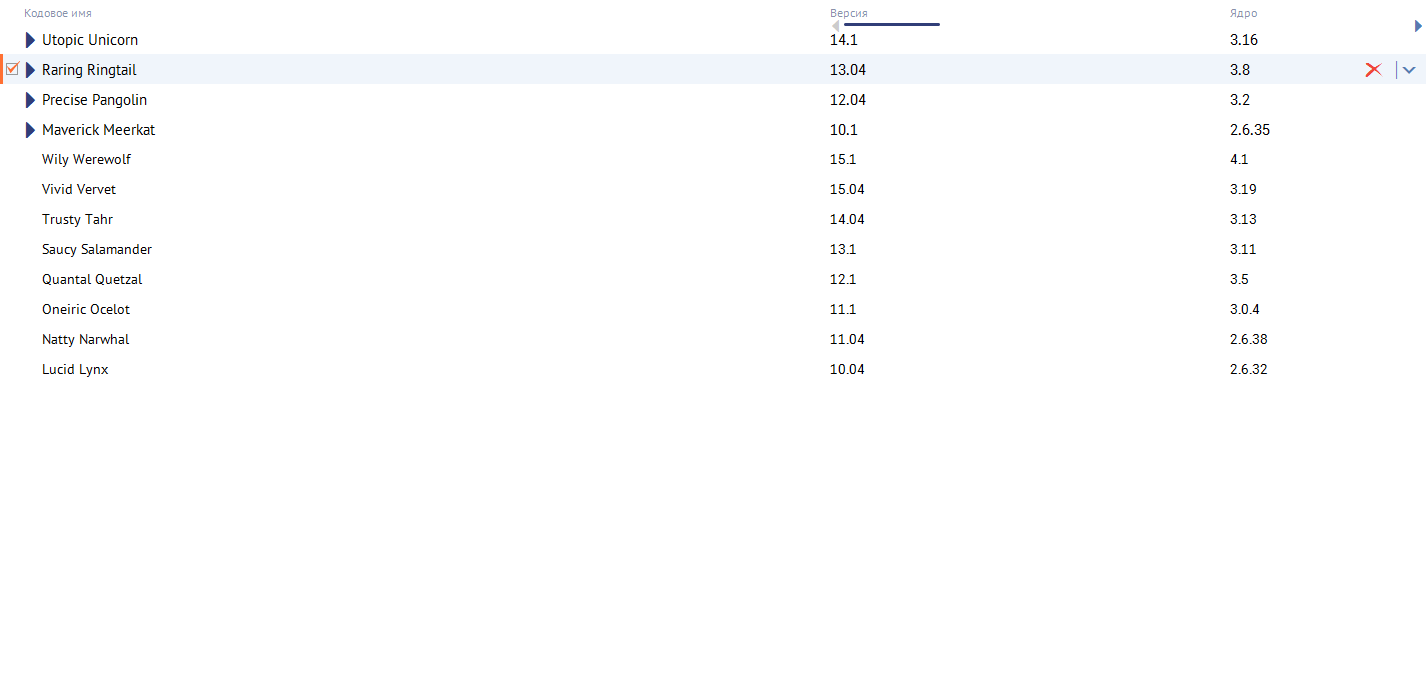 Кодовое имя Версия Ядро
Utopic Unicorn 14.1 3.16
Raring Ringtail 13.04 3.8
Precise Pangolin 12.04 3.2
Maverick Meerkat 10.1 2.6.35
Wily Werewolf 15.1 4.1
Vivid Vervet 15.04 3.19
Trusty Tahr 14.04 3.13
Saucy Salamander 13.1 3.11
Quantal Quetzal 12.1 3.5
Oneiric Ocelot 11.1 3.0.4
Natty Narwhal 11.04 2.6.38
Lucid Lynx 10.04 2.6.32